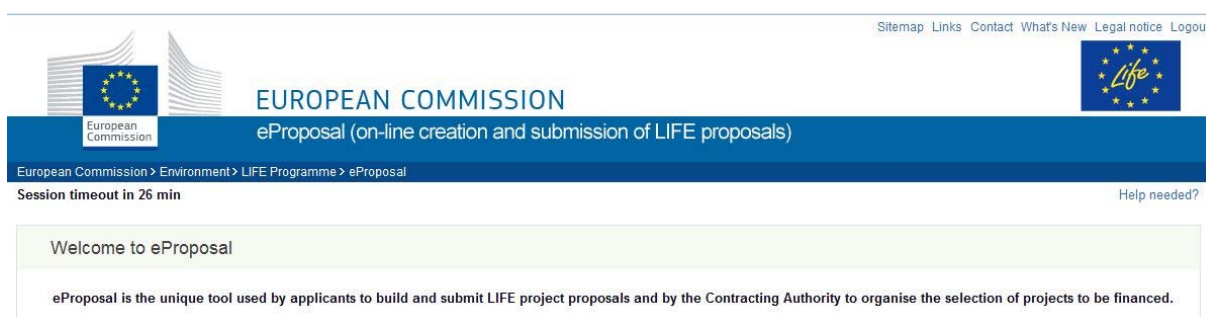 Sitemap Links Contact What's New Legal notice Logou
Life
EUROPEAN COMMISSION
European
Commission
eProposal (on-line creation and submission of LIFE proposals)
European Commission > Environment > LIFE Programme > eProposal
Session timeout in 26 min
Help needed?
Welcome to eProposal
eProposal is the unique tool used by applicants to build and submit LIFE project proposals and by the Contracting Authority to organise the selection of projects to be financed.